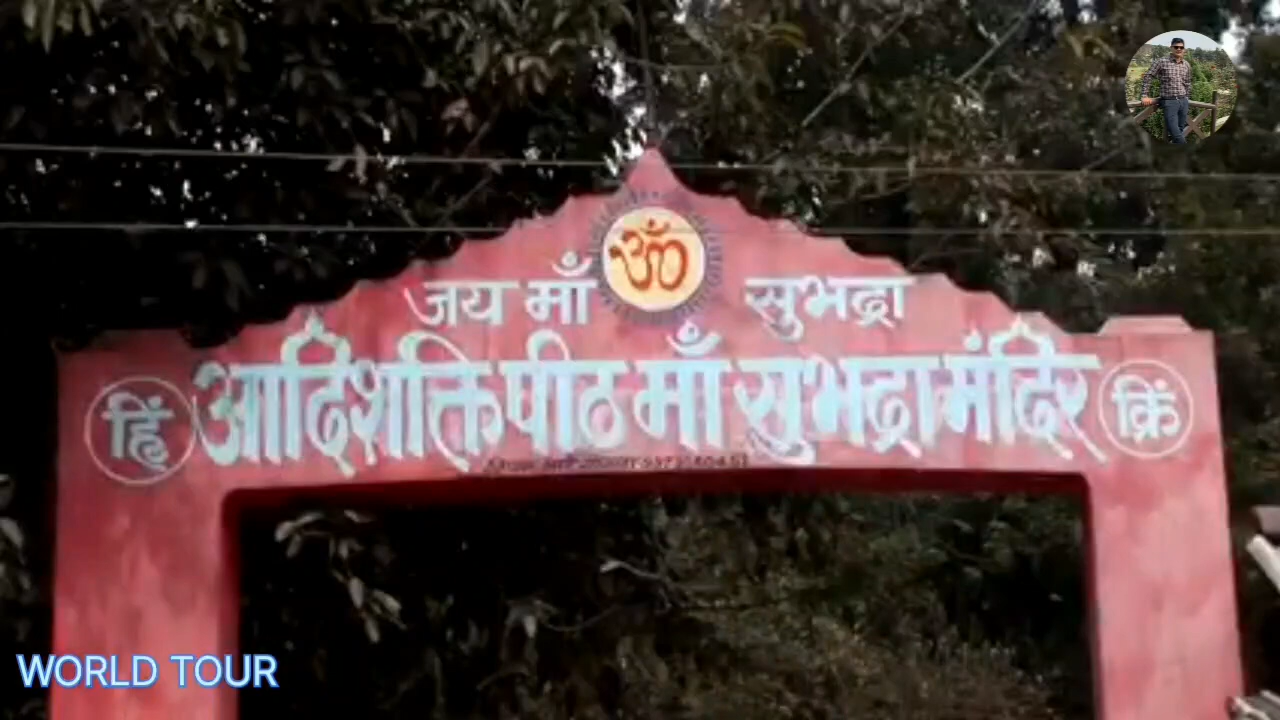 ॐ
जय माँ सुभद्रा
हिं आदिशक्ति पीठ माँ सुभद्रा मंदिर क्रिं
WORLD TOUR